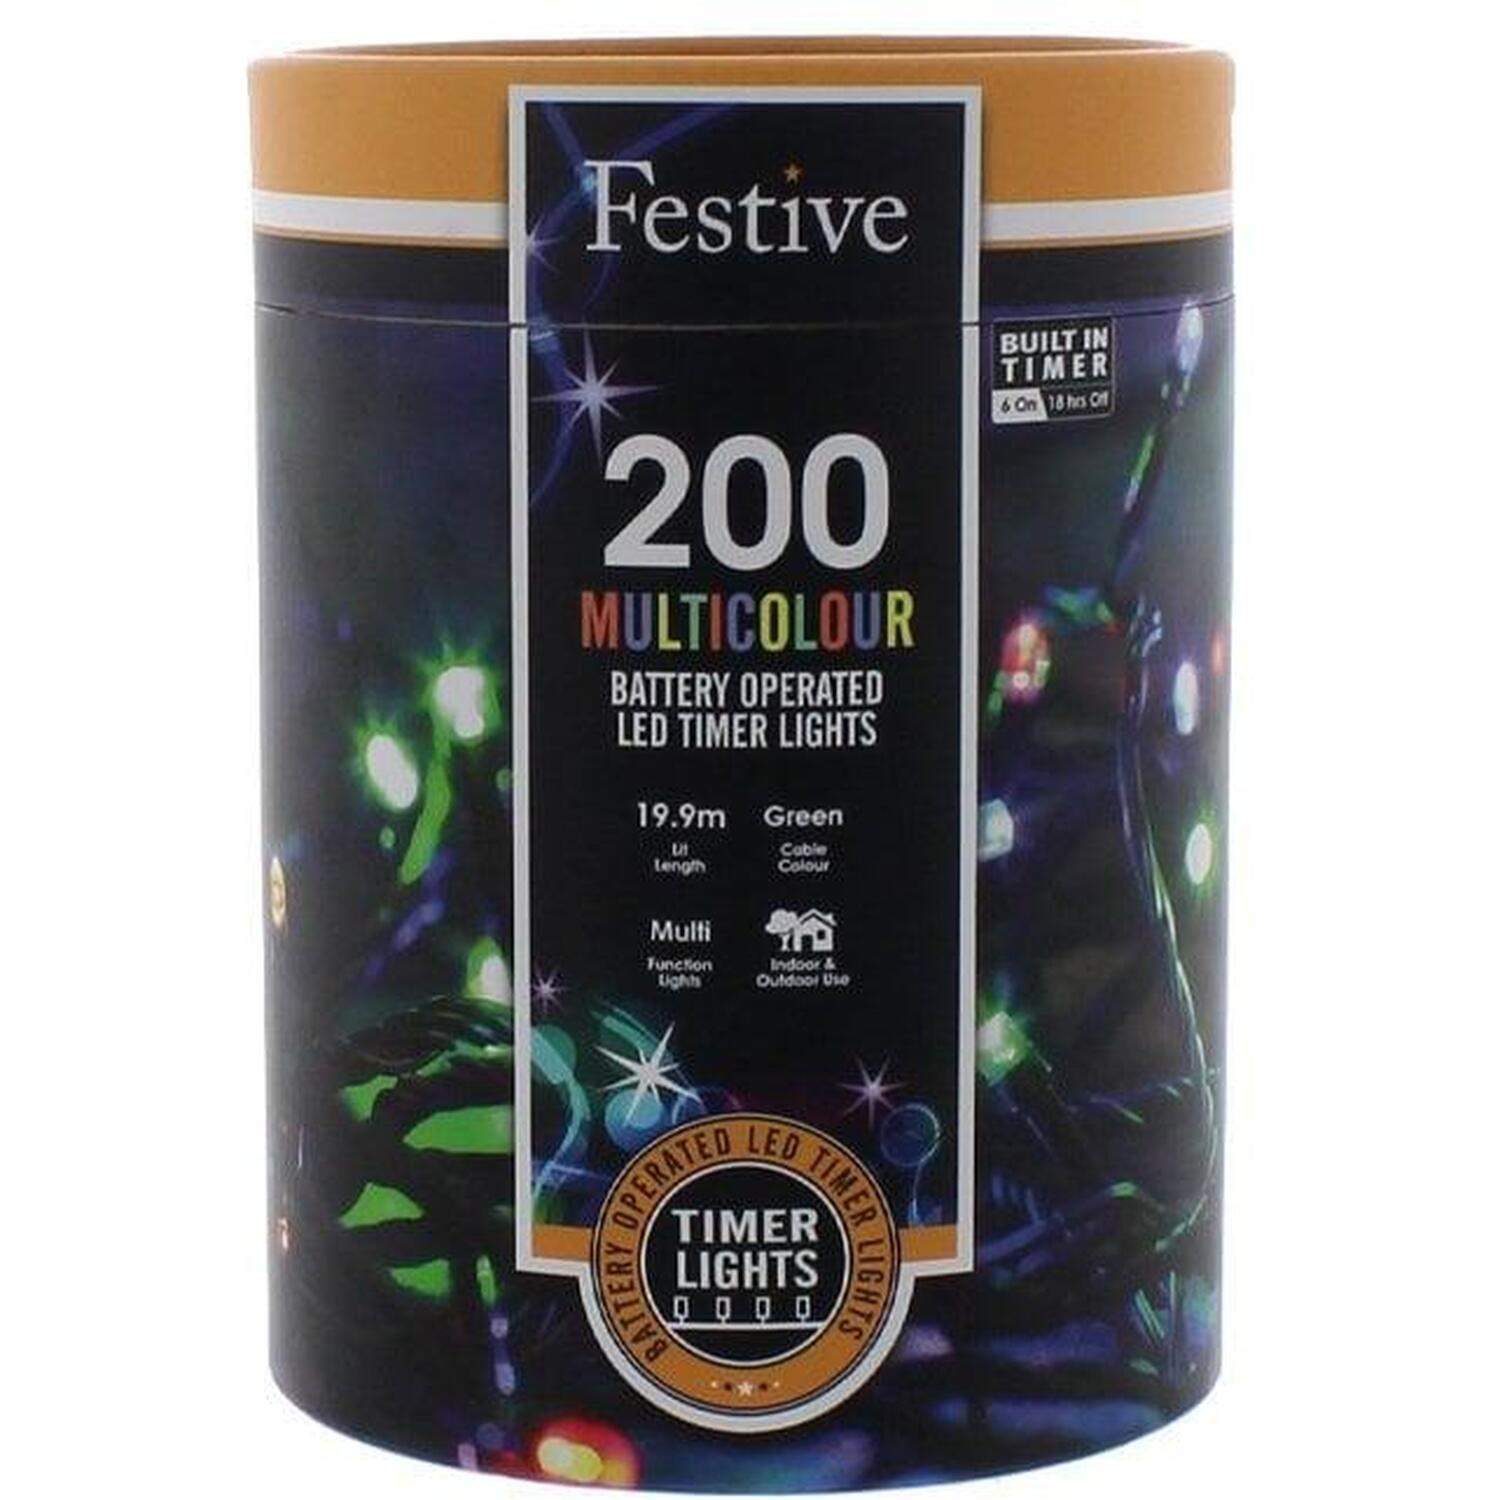 Festive
BUILT IN
TIMER
6 On 18 hrs Off
200
MULTICOLOUR
BATTERY OPERATED
LED TIMER LIGHTS
19.9m
Lit
Length
Green
Cable
Colour
Multi
Function
Lights
Indoor &
Outdoor Use
BATTERY OPERATED LED TIMER LIGHTS
TIMER
LIGHTS